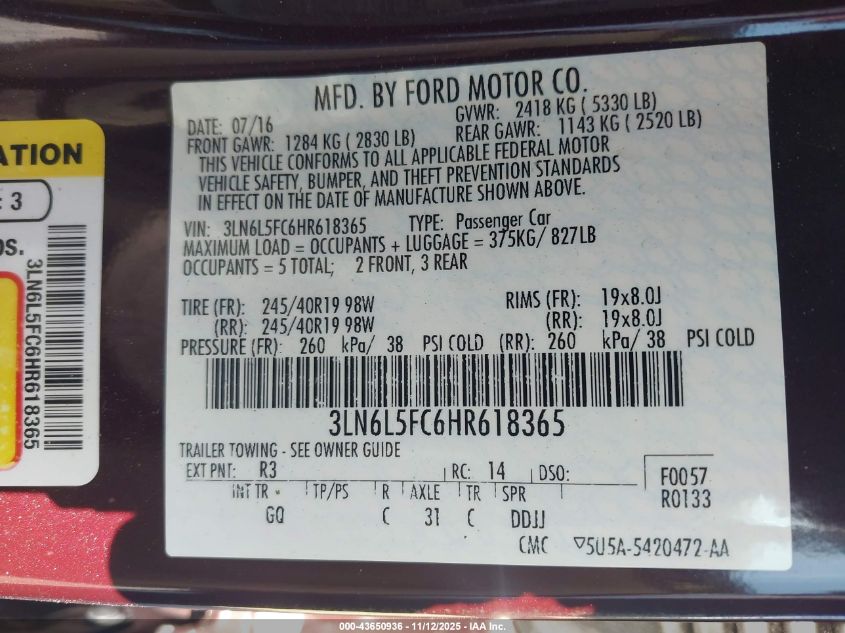 MFD. BY FORD MOTOR CO.
DATE: 07/16
GVWR: 2418 KG ( 5330 LB)
FRONT GAWR: 1284 KG ( 2830 LB)
REAR GAWR: 1143 KG ( 2520 LB)
THIS VEHICLE CONFORMS TO ALL APPLICABLE FEDERAL MOTOR
VEHICLE SAFETY, BUMPER, AND THEFT PREVENTION STANDARDS
IN EFFECT ON THE DATE OF MANUFACTURE SHOWN ABOVE.
VIN: 3LN6L5FC6HR618365 TYPE: Passenger Car
MAXIMUM LOAD = OCCUPANTS + LUGGAGE = 375KG/ 827LB
OCCUPANTS = 5 TOTAL; 2 FRONT, 3 REAR
TIRE (FR): 245/40R19 98W RIMS (FR): 19x8.0J
(RR): 245/40R19 98W (RR): 19x8.0J
PRESSURE (FR): 260 kPa/ 38 PSI COLD (RR): 260 kPa/ 38 PSI COLD
3LN6L5FC6HR618365
TRAILER TOWING - SEE OWNER GUIDE
EXT PNT: R3 RC: 14 DSO:
F0057
R0133
INT TR TP/PS R AXLE TR SPR
GQ C 31 C DDJJ
CMC ▽5U5A-5420472-AA
ATION
: 3
DS.
3LN6L5FC6HR618365
000-43650936 - 11/12/2025 - IAA Inc.